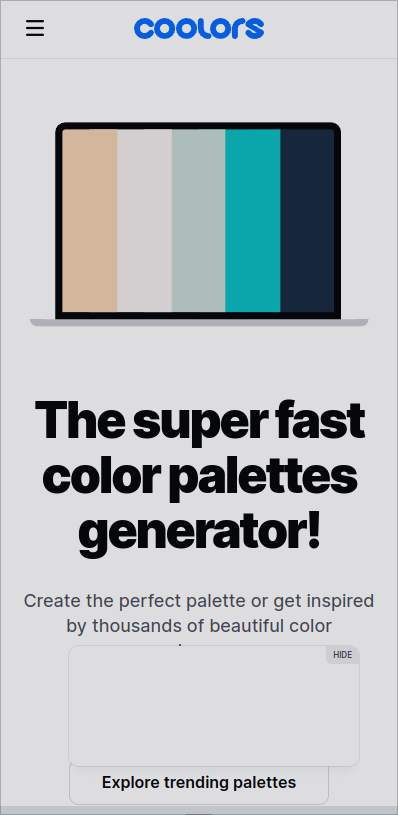 coolors
The super fast
color palettes
generator!
Create the perfect palette or get inspired
by thousands of beautiful color
HIDE
Explore trending palettes